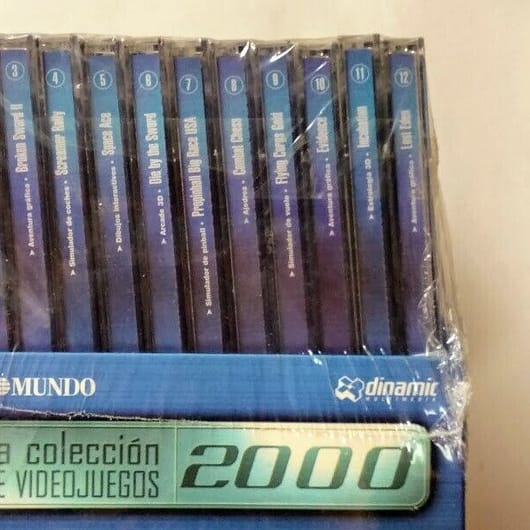 3 Broken Sword II ➤ Aventura gráfica •
4 Screamer Rally ➤ Simulador de coches •
5 Space Ace ➤ Dibujos interactivos •
6 Die by the Sword ➤ Arcade 3D •
7 Propinball Big Race USA ➤ Simulador de pinball •
8 Combat Chess ➤ Ajedrez •
9 Flying Corps Gold ➤ Simulador de vuelo •
10 Evidence ➤ Aventura gráfica •
11 Incubation ➤ Estrategia 3D •
12 Lost Eden ➤ Aventura gráfica •
MUNDO
dinamic
MULTIMEDIA
a colección
E VIDEOJUEGOS
2000